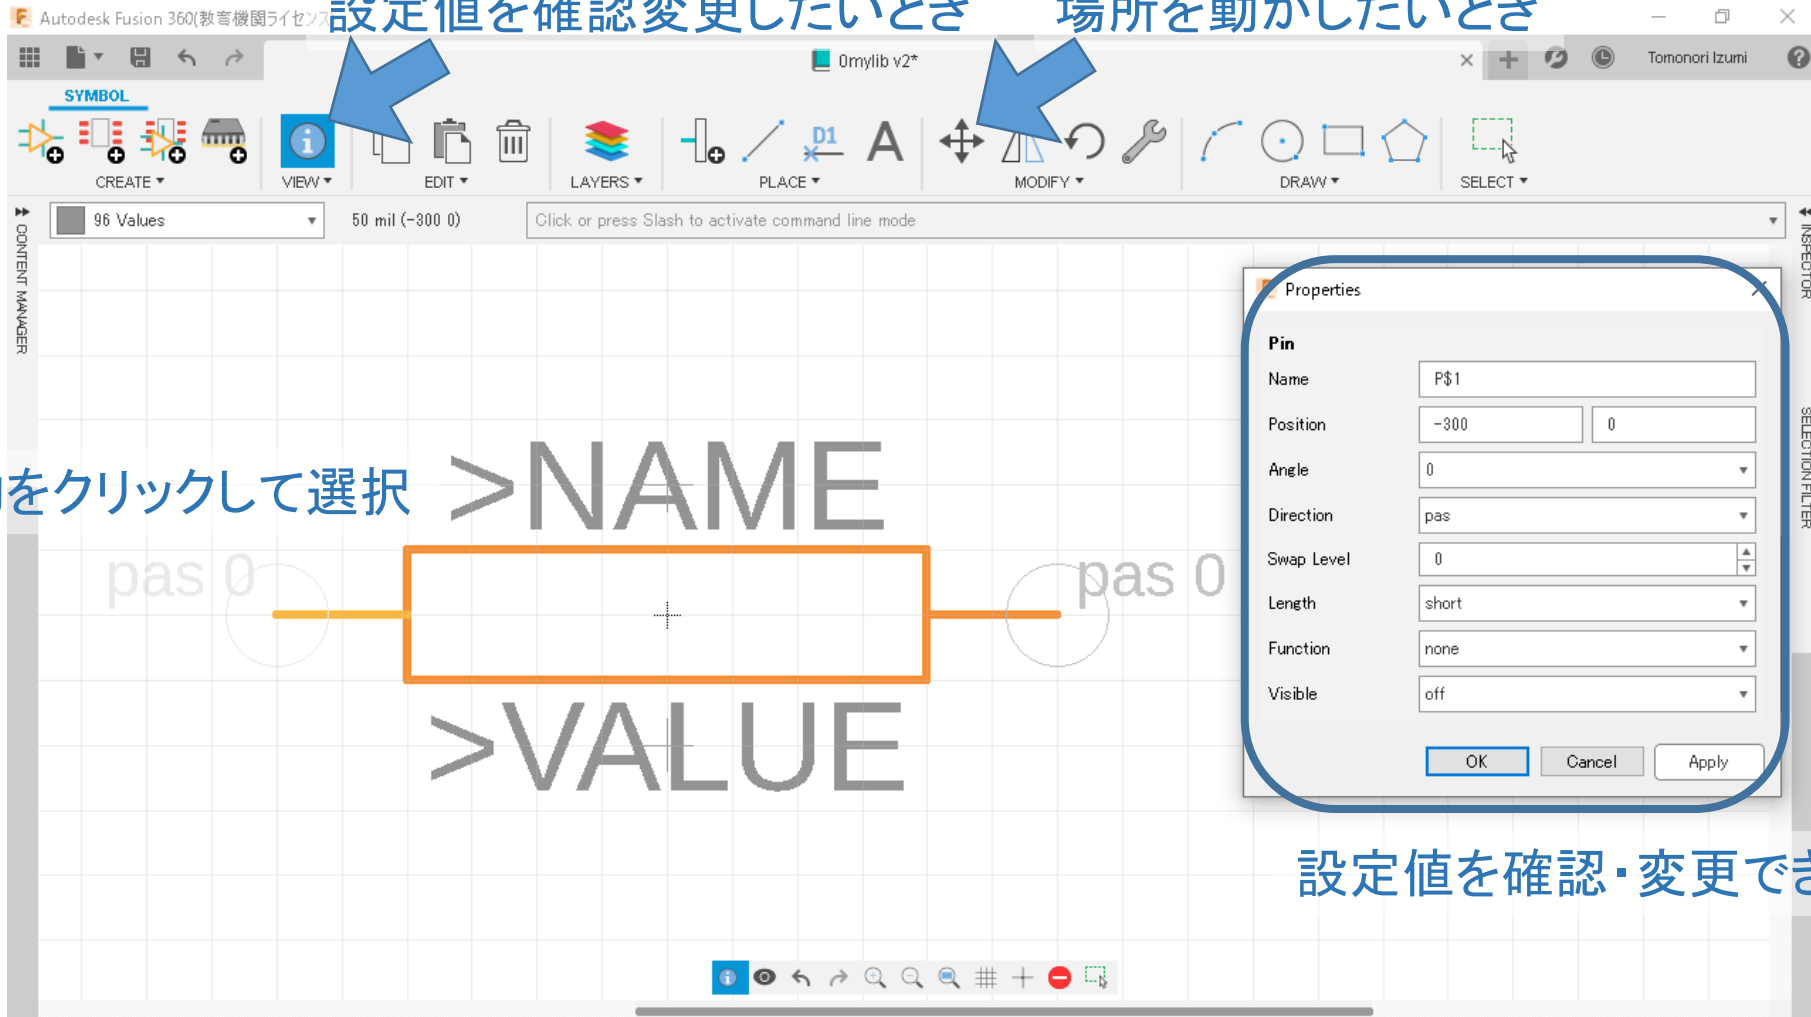 設定値を確認変更したいとき
場所を動かしたいとき
Autodesk Fusion 360(教育機関ライセンス
0mylib v2*
Tomonori Izumi
SYMBOL
D1
A
CREATE
VIEW
EDIT
LAYERS
PLACE
MODIFY
DRAW
SELECT
96 Values
50 mil (-300 0)
Click or press Slash to activate command line mode
CONTENT MANAGER
INSPECTOR
SELECTION FILTER
をクリックして選択
>NAME
pas 0
pas 0
>VALUE
Properties
Pin
Name P$1
Position -300 0
Angle 0
Direction pas
Swap Level 0
Length short
Function none
Visible off
OK Cancel Apply
設定値を確認・変更でき